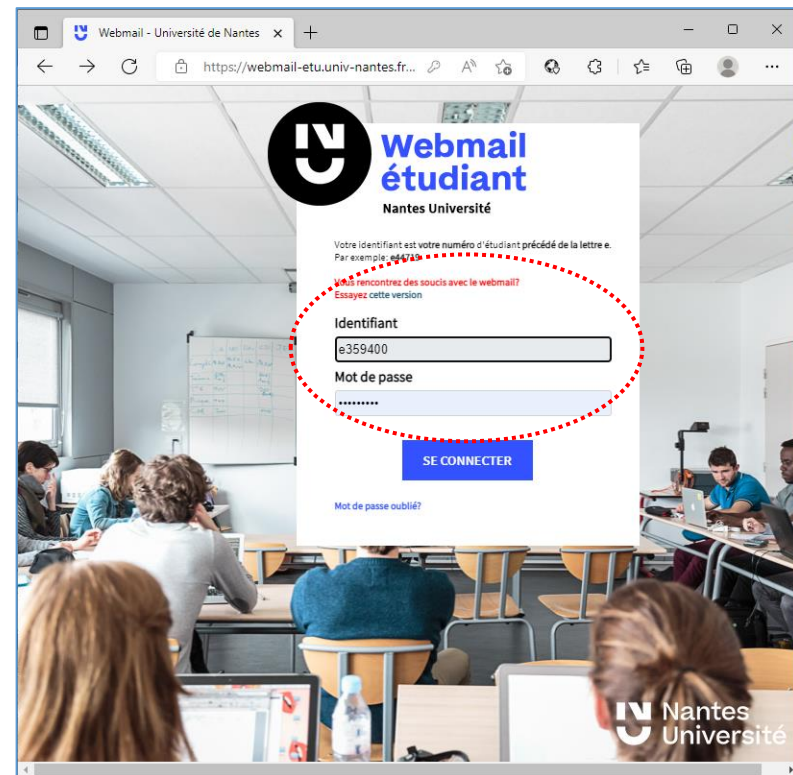 Webmail - Université de Nantes
https://webmail-etu.univ-nantes.fr...
Webmail
étudiant
Nantes Université
Votre identifiant est votre numéro d'étudiant précédé de la lettre e.
Par exemple: e44719
Vous rencontrez des soucis avec le webmail?
Essayez cette version
Identifiant
e359400
Mot de passe
•••••••••
SE CONNECTER
Mot de passe oublié?
Nantes
Université